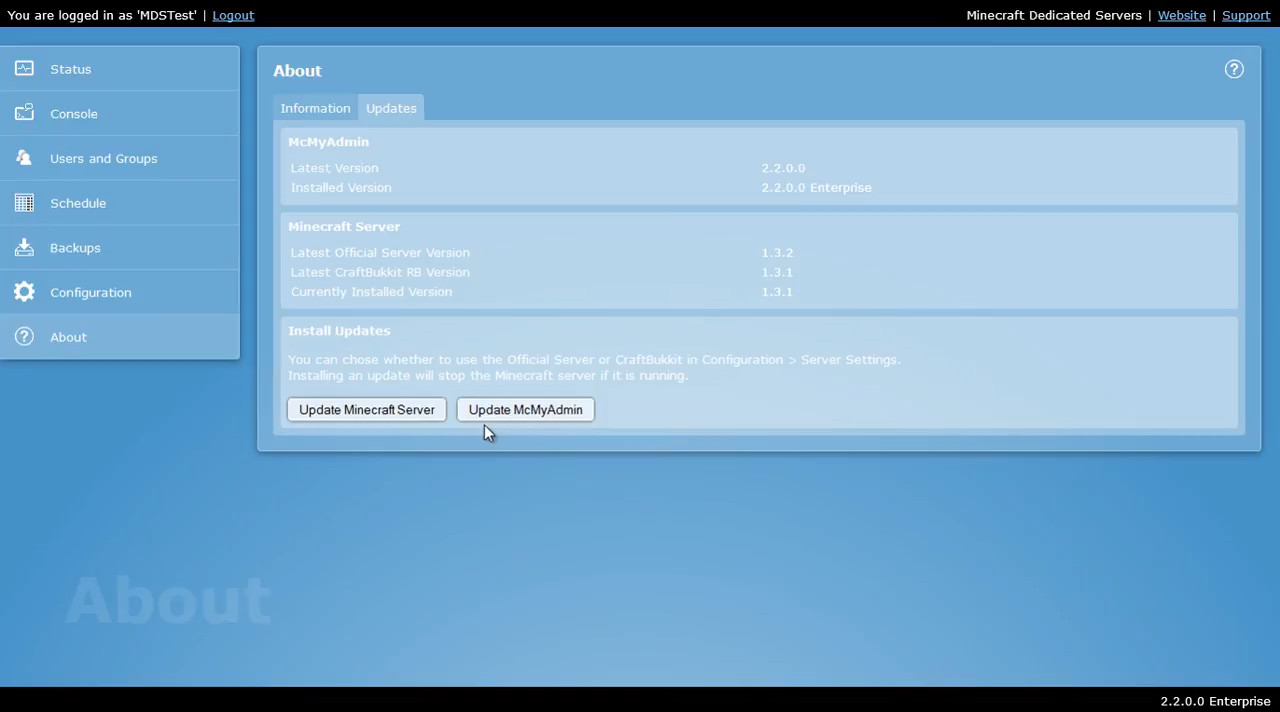 You are logged in as 'MDSTest' | Logout
Minecraft Dedicated Servers | Website | Support
Status
Console
Users and Groups
Schedule
Backups
Configuration
About
About
Information
Updates
McMyAdmin
Latest Version 2.2.0.0
Installed Version 2.2.0.0 Enterprise
Minecraft Server
Latest Official Server Version 1.3.2
Latest CraftBukkit RB Version 1.3.1
Currently Installed Version 1.3.1
Install Updates
You can chose whether to use the Official Server or CraftBukkit in Configuration > Server Settings.
Installing an update will stop the Minecraft server if it is running.
Update Minecraft Server
Update McMyAdmin
About
2.2.0.0 Enterprise